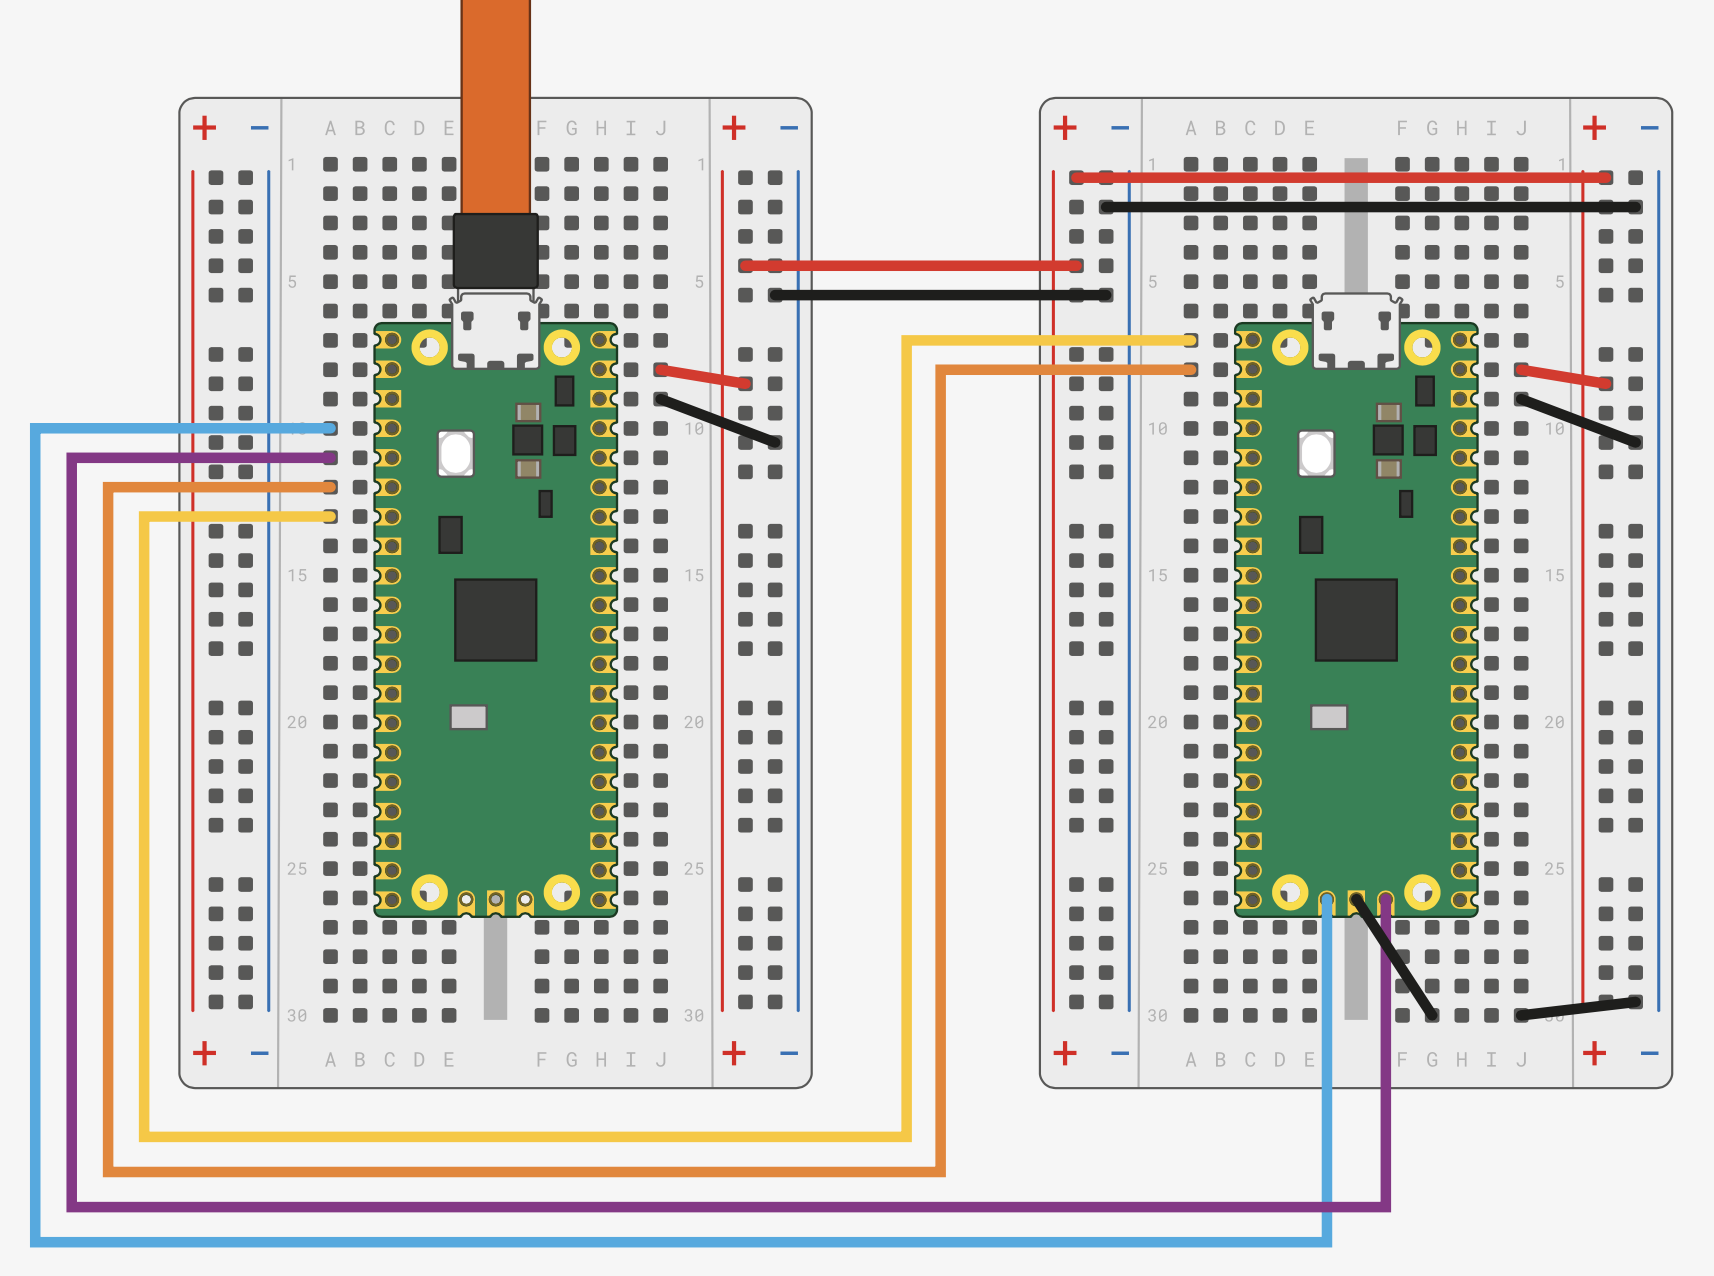 + − A B C D E F G H I J + − + − A B C D E F G H I J + −
1 1 1 1
5 5 5
10 10 10
15 15 15 15
20 20 20 20
25 25 25 25
30 30 30 30
+ − A B C D E F G H I J + − + − A B C D E F G H I J + −